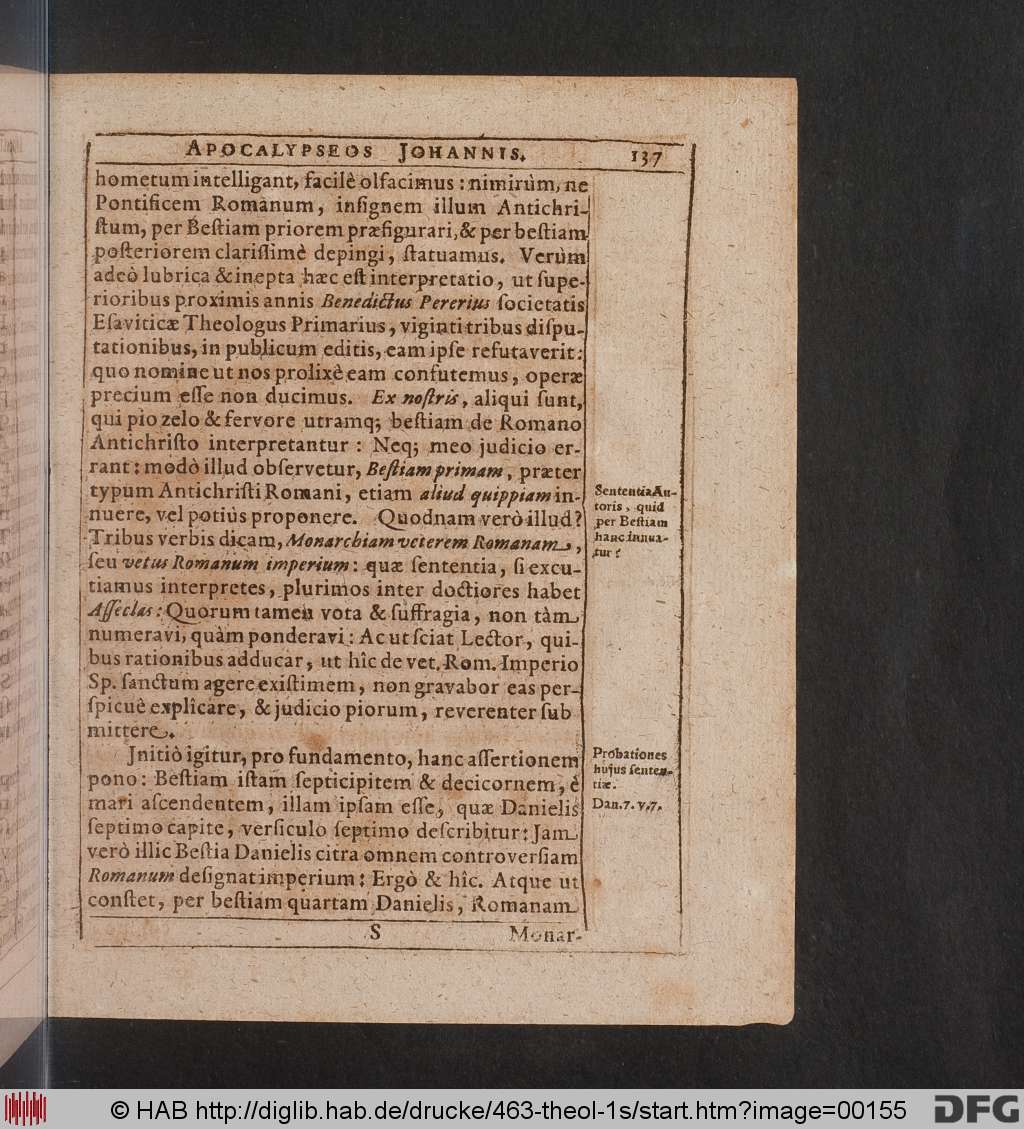 APOCALYPSEOS JOHANNIS. 137
hometum intelligant, facilè olfacimus : nimirùm, ne
Pontificem Romanum, insignem illum Antichri-
stum, per Bestiam priorem præfigurari, & per bestiam
posteriorem clarissimè depingi, statuamus. Verùm
adeò lubrica & inepta hæc est interpretatio, ut supe-
rioribus proximis annis Benedictus Pererius societatis
Esaviticæ Theologus Primarius, viginti tribus dispu-
tationibus, in publicum editis, eam ipse refutaverit:
quo nomine ut nos prolixè eam confutemus, operæ
precium esse non ducimus. Ex nostris, aliqui sunt,
qui pio zelo & fervore utramq; bestiam de Romano
Antichristo interpretantur : Neq; meo judicio er-
rant : modò illud observetur, Bestiam primam, præter
typum Antichristi Romani, etiam aliud quippiam in-
nuere, vel potiùs proponere. Quodnam verò illud?
Tribus verbis dicam, Monarchiam veterem Romanam,
seu vetus Romanum imperium : quæ sententia, si excu-
tiamus interpretes, plurimos inter doctiores habet
Asseclas : Quorum tamen vota & suffragia, non tàm
numeravi, quàm ponderavi : Ac ut sciat Lector, qui-
bus rationibus adducar, ut hîc de vet. Rom. Imperio
Sp. sanctum agere existimem, non gravabor eas per-
spicuè explicare, & judicio piorum, reverenter sub
mittere.
Jnitiò igitur, pro fundamento, hanc assertionem
pono : Bestiam istam septicipitem & decicornem, è
mari ascendentem, illam ipsam esse, quæ Danielis
septimo capite, versiculo septimo describitur : Jam
verò illic Bestia Danielis citra omnem controversiam
Romanum designat imperium : Ergò & hîc. Atque ut
constet, per bestiam quartam Danielis, Romanam
S Monar-
Sententia Au-
toris, quid
per Bestiam
hanc innua-
tur?
Probationes
hujus senten-
tiæ.
Dan. 7. v. 7.
© HAB http://diglib.hab.de/drucke/463-theol-1s/start.htm?image=00155
DFG